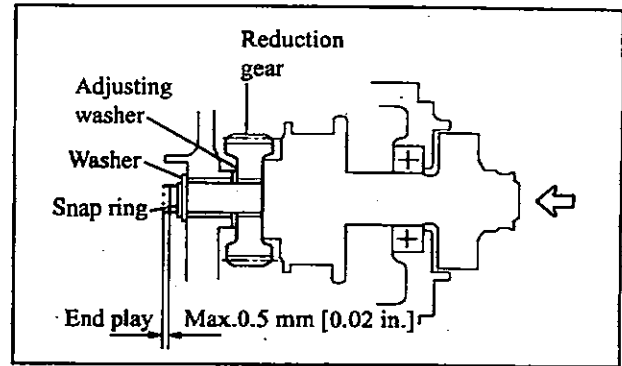 Reduction
gear
Adjusting
washer
Washer
Snap ring
End play Max.0.5 mm [0.02 in.]